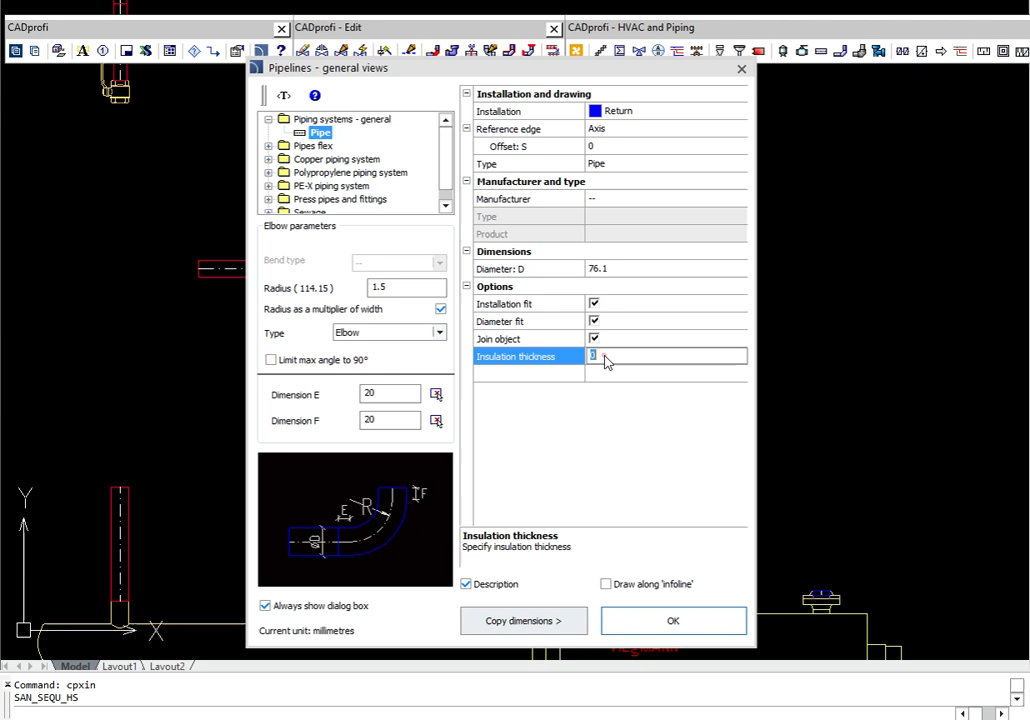 CADprofi
CADprofi - Edit
CADprofi - HVAC and Piping
Pipelines - general views
<T>
Piping systems - general
Pipe
Pipes flex
Copper piping system
Polypropylene piping system
PE-X piping system
Press pipes and fittings
Sewage
Elbow parameters
Bend type --
Radius ( 114.15 ) 1.5
Radius as a multiplier of width
Type Elbow
Limit max angle to 90°
Dimension E 20
Dimension F 20
E R F
øD
Always show dialog box
Current unit: millimetres
Installation and drawing
Installation Return
Reference edge Axis
Offset: S 0
Type Pipe
Manufacturer and type
Manufacturer --
Type
Product
Dimensions
Diameter: D 76.1
Options
Installation fit
Diameter fit
Join object
Insulation thickness 0
Insulation thickness
Specify insulation thickness
Description
Draw along 'infoline'
Copy dimensions >
OK
Y
X
Model Layout1 Layout2
Command: cpxin
SAN_SEQU_HS